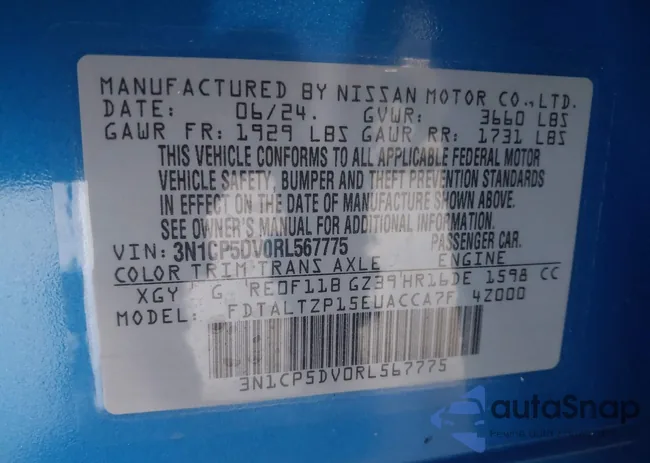 MANUFACTURED BY NISSAN MOTOR CO.,LTD.
DATE: 06/24. GVWR: 3660 LBS
GAWR FR: 1929 LBS GAWR RR: 1731 LBS
THIS VEHICLE CONFORMS TO ALL APPLICABLE FEDERAL MOTOR
VEHICLE SAFETY, BUMPER AND THEFT PREVENTION STANDARDS
IN EFFECT ON THE DATE OF MANUFACTURE SHOWN ABOVE.
SEE OWNER'S MANUAL FOR ADDITIONAL INFORMATION.
VIN: 3N1CP5DV0RL567775 PASSENGER CAR.
COLOR TRIM TRANS AXLE ENGINE
XGY G RE0F11B GZ39 HR16DE 1598 CC
MODEL: FDTALTZP15EUACCA7F 4Z000
3N1CP5DV0RL567775
autoSnap